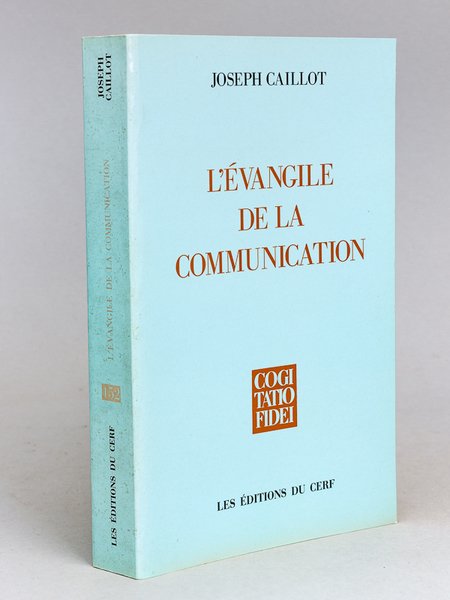 JOSEPH CAILLOT
L'ÉVANGILE
DE LA
COMMUNICATION
COGI
TATIO
FIDEI
LES ÉDITIONS DU CERF
JOSEPH
CAILLOT
L'ÉVANGILE DE LA COMMUNICATION
152
LES ÉDITIONS DU CERF